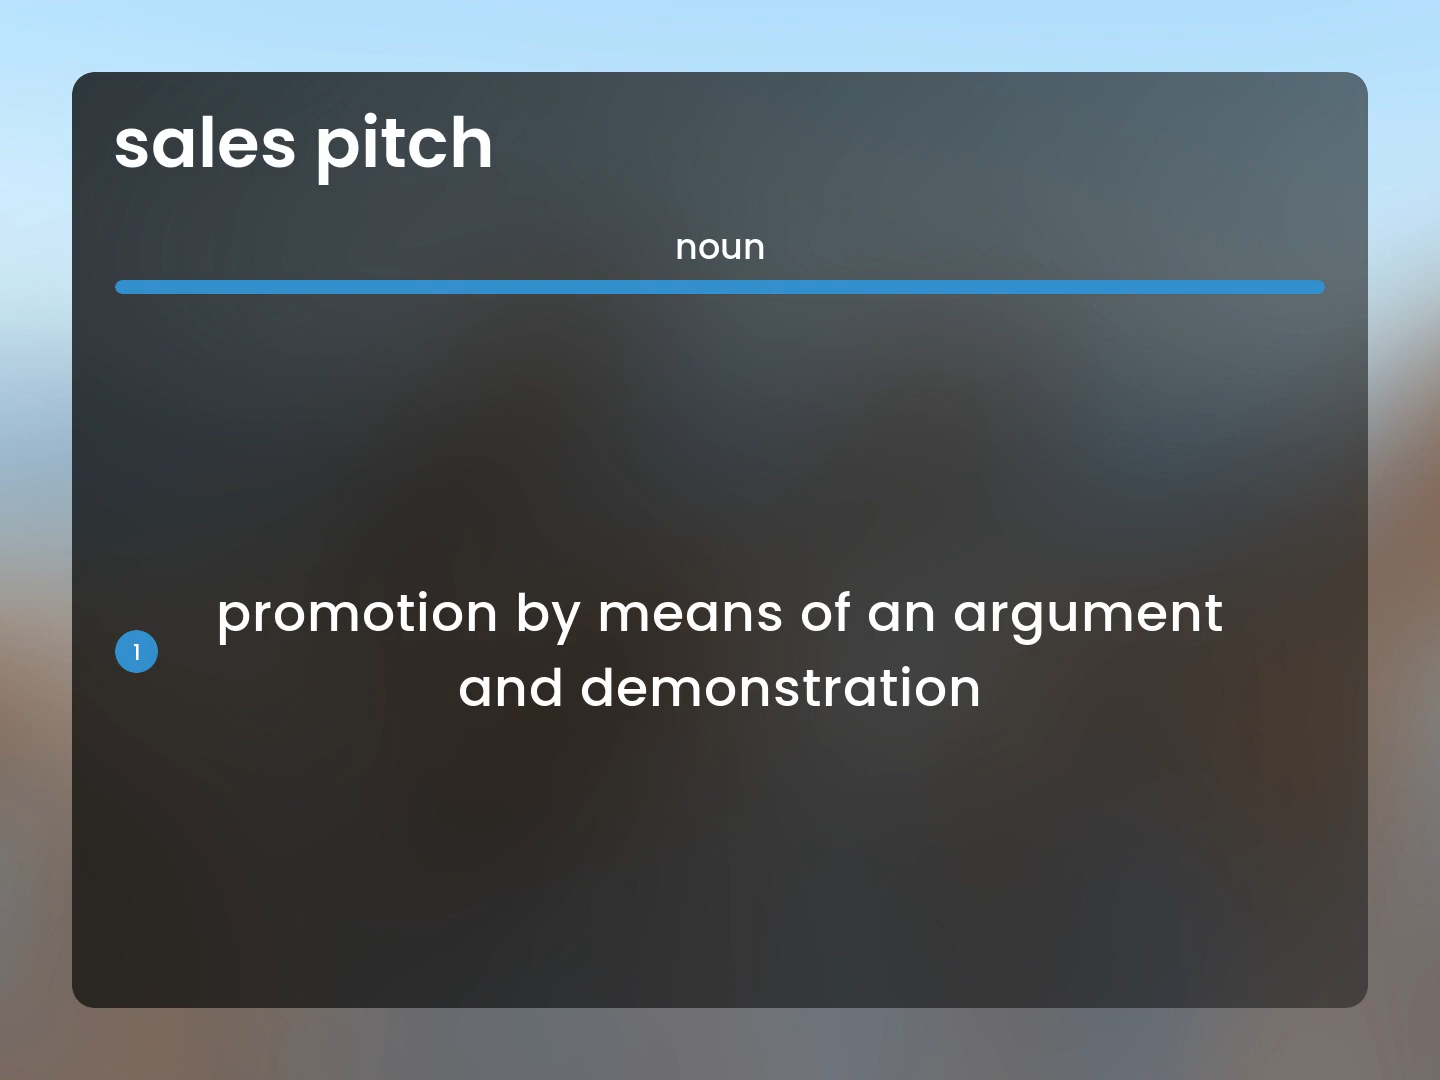 sales pitch
noun
1
promotion by means of an argument
and demonstration